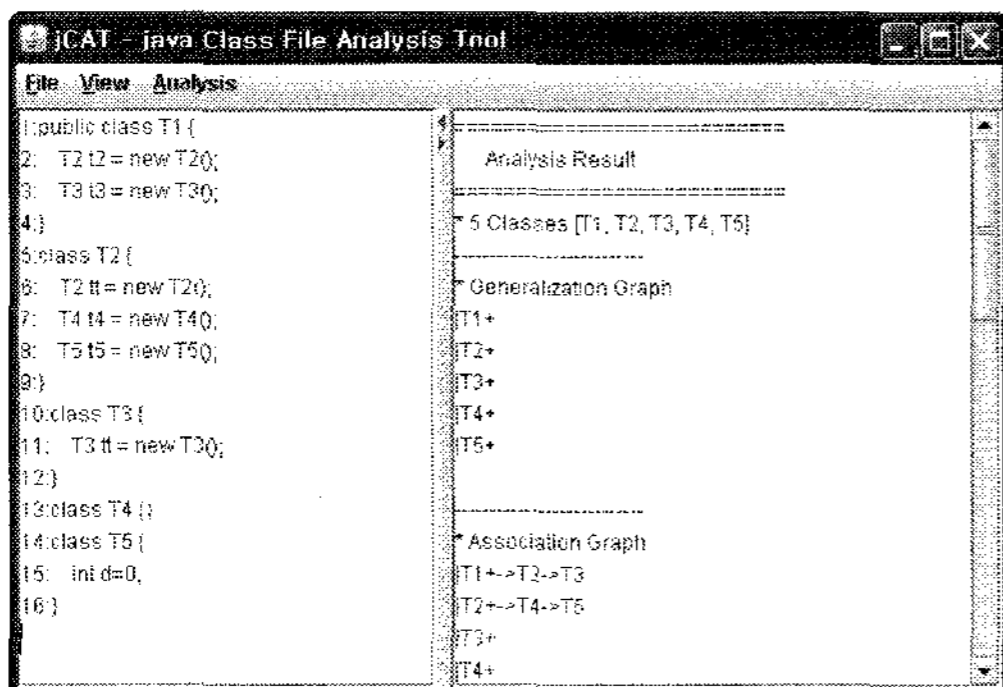 jCAT - java Class File Analysis Tool
File View Analysis
1:public class T1 {
2: T2 t2 = new T2();
3: T3 t3 = new T3();
4:}
5:class T2 {
6: T2 tt = new T2();
7: T4 t4 = new T4();
8: T5 t5 = new T5();
9:}
10:class T3 {
11: T3 tt = new T3();
12:}
13:class T4 {}
14:class T5 {
15: int d=0;
16:}
==============================
Analysis Result
==============================
* 5 Classes [T1, T2, T3, T4, T5]
------------------------------
* Generalization Graph
|T1+
|T2+
|T3+
|T4+
|T5+
------------------------------
* Association Graph
|T1+->T2->T3
|T2+->T4->T5
|T3+
|T4+